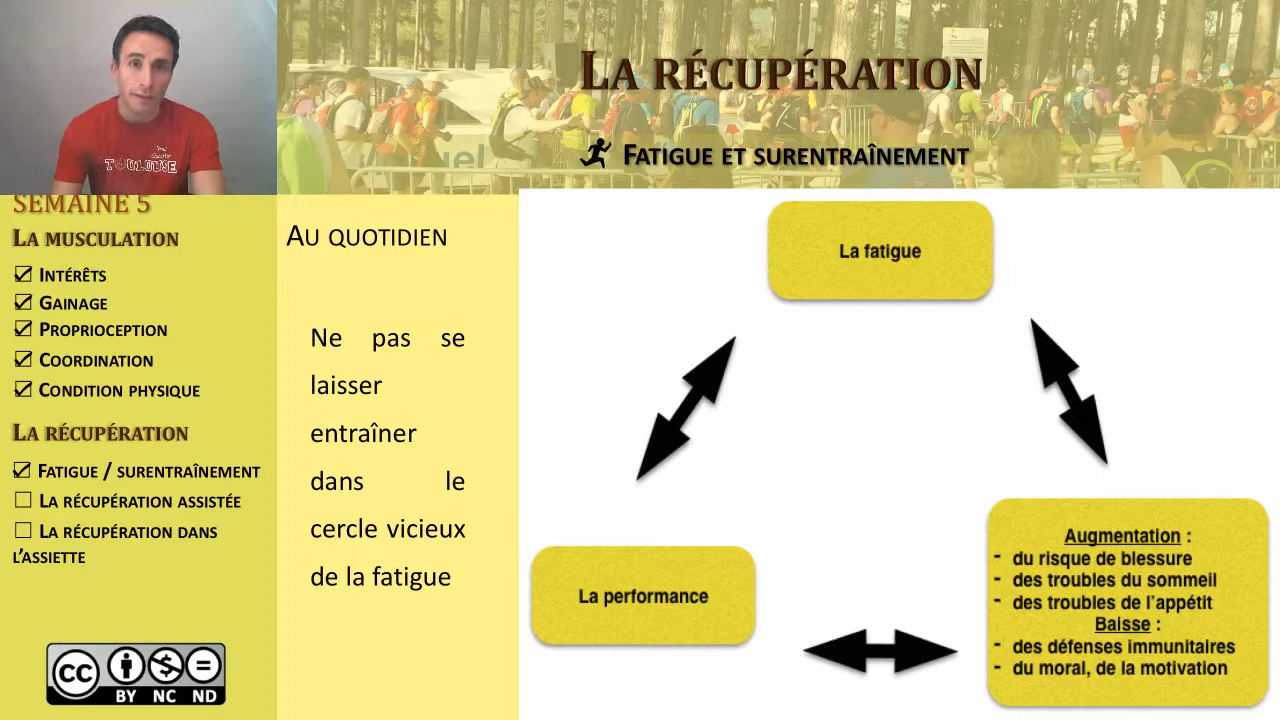 LA RÉCUPÉRATION
FATIGUE ET SURENTRAÎNEMENT
TOULOUSE
SEMAINE 5
LA MUSCULATION
☑ INTÉRÊTS
☑ GAINAGE
☑ PROPRIOCEPTION
☑ COORDINATION
☑ CONDITION PHYSIQUE
LA RÉCUPÉRATION
☑ FATIGUE / SURENTRAÎNEMENT
☐ LA RÉCUPÉRATION ASSISTÉE
☐ LA RÉCUPÉRATION DANS
L'ASSIETTE
CC BY NC ND
AU QUOTIDIEN
Ne pas se
laisser
entraîner
dans le
cercle vicieux
de la fatigue
La fatigue
La performance
Augmentation :
- du risque de blessure
- des troubles du sommeil
- des troubles de l'appétit
Baisse :
- des défenses immunitaires
- du moral, de la motivation